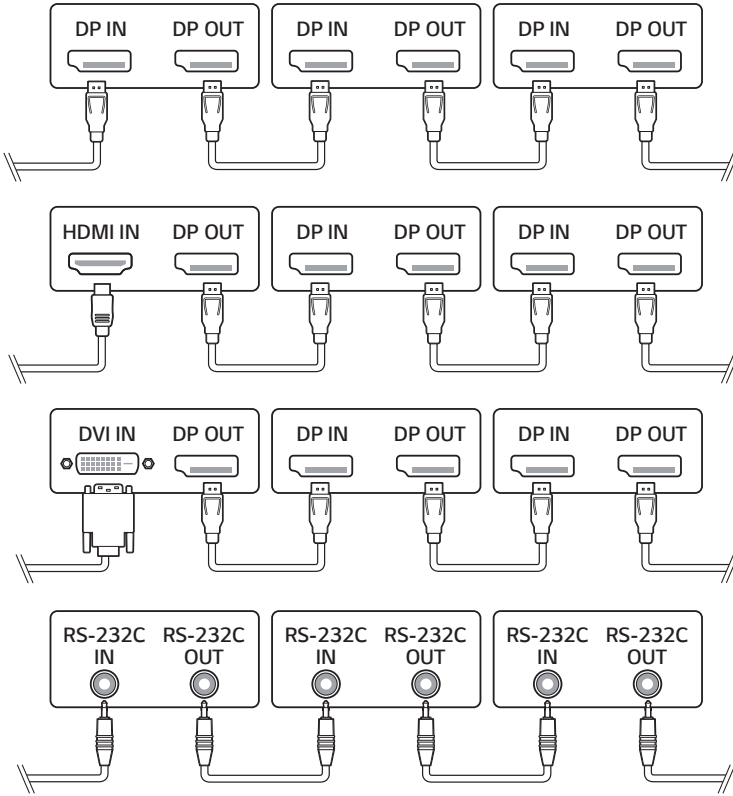 DP IN DP OUT DP IN DP OUT DP IN DP OUT
HDMI IN DP OUT DP IN DP OUT DP IN DP OUT
DVI IN DP OUT DP IN DP OUT DP IN DP OUT
RS-232C RS-232C RS-232C RS-232C RS-232C RS-232C
IN OUT IN OUT IN OUT